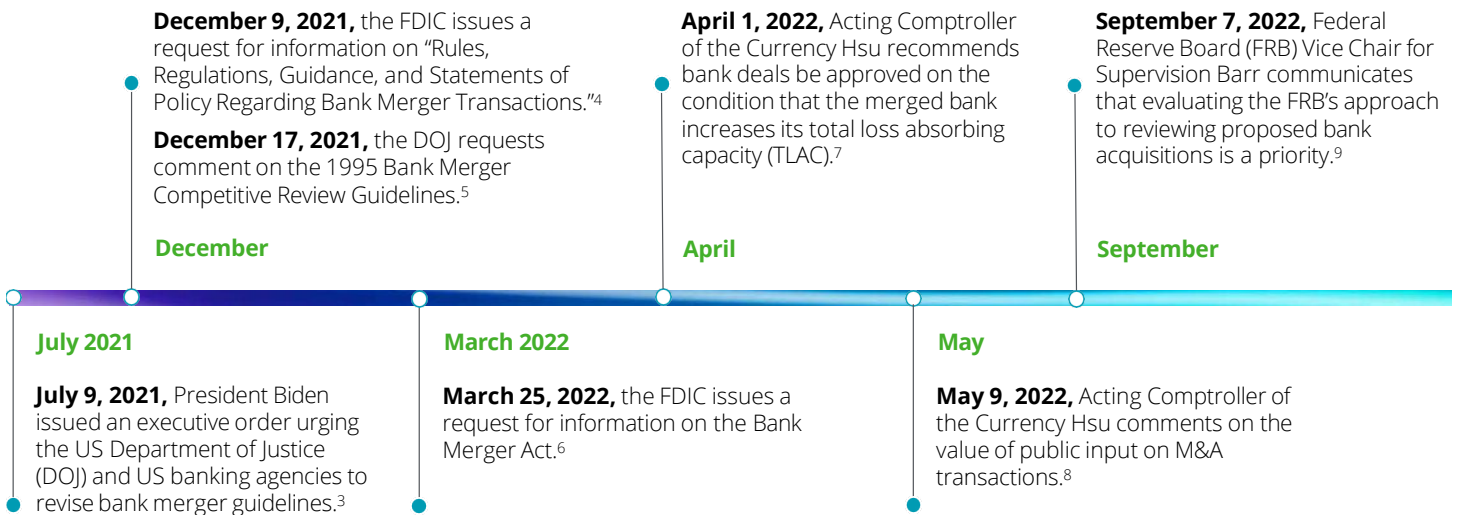 December 9, 2021, the FDIC issues a
request for information on “Rules,
Regulations, Guidance, and Statements of
Policy Regarding Bank Merger Transactions.”4
December 17, 2021, the DOJ requests
comment on the 1995 Bank Merger
Competitive Review Guidelines.5
December
April 1, 2022, Acting Comptroller
of the Currency Hsu recommends
bank deals be approved on the
condition that the merged bank
increases its total loss absorbing
capacity (TLAC).7
April
September 7, 2022, Federal
Reserve Board (FRB) Vice Chair for
Supervision Barr communicates
that evaluating the FRB’s approach
to reviewing proposed bank
acquisitions is a priority.9
September
July 2021
July 9, 2021, President Biden
issued an executive order urging
the US Department of Justice
(DOJ) and US banking agencies to
revise bank merger guidelines.3
March 2022
March 25, 2022, the FDIC issues a
request for information on the Bank
Merger Act.6
May
May 9, 2022, Acting Comptroller of
the Currency Hsu comments on the
value of public input on M&A
transactions.8